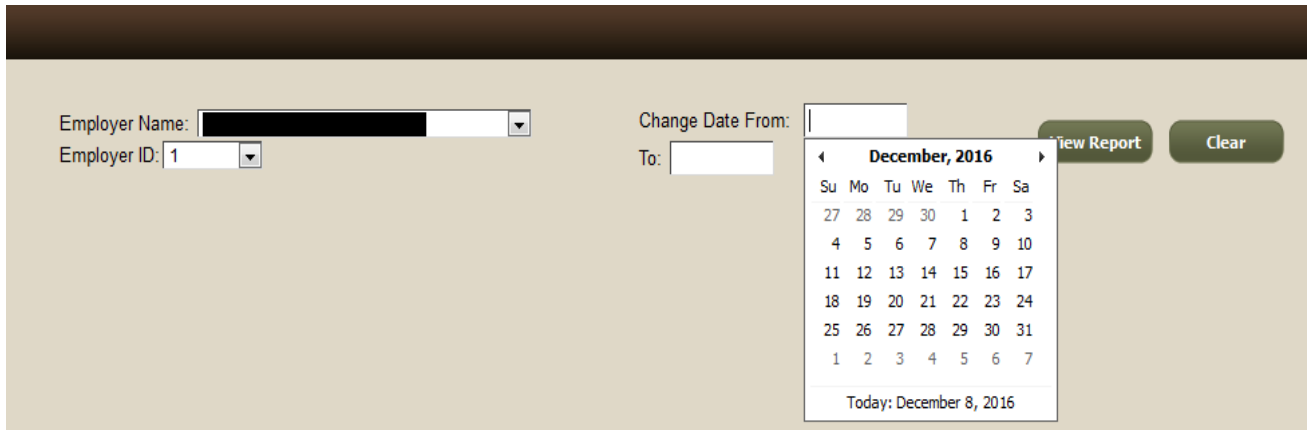 Employer Name:
Employer ID: 1
Change Date From:
To:
December, 2016
Su Mo Tu We Th Fr Sa
27 28 29 30 1 2 3
4 5 6 7 8 9 10
11 12 13 14 15 16 17
18 19 20 21 22 23 24
25 26 27 28 29 30 31
1 2 3 4 5 6 7
Today: December 8, 2016
View Report
Clear